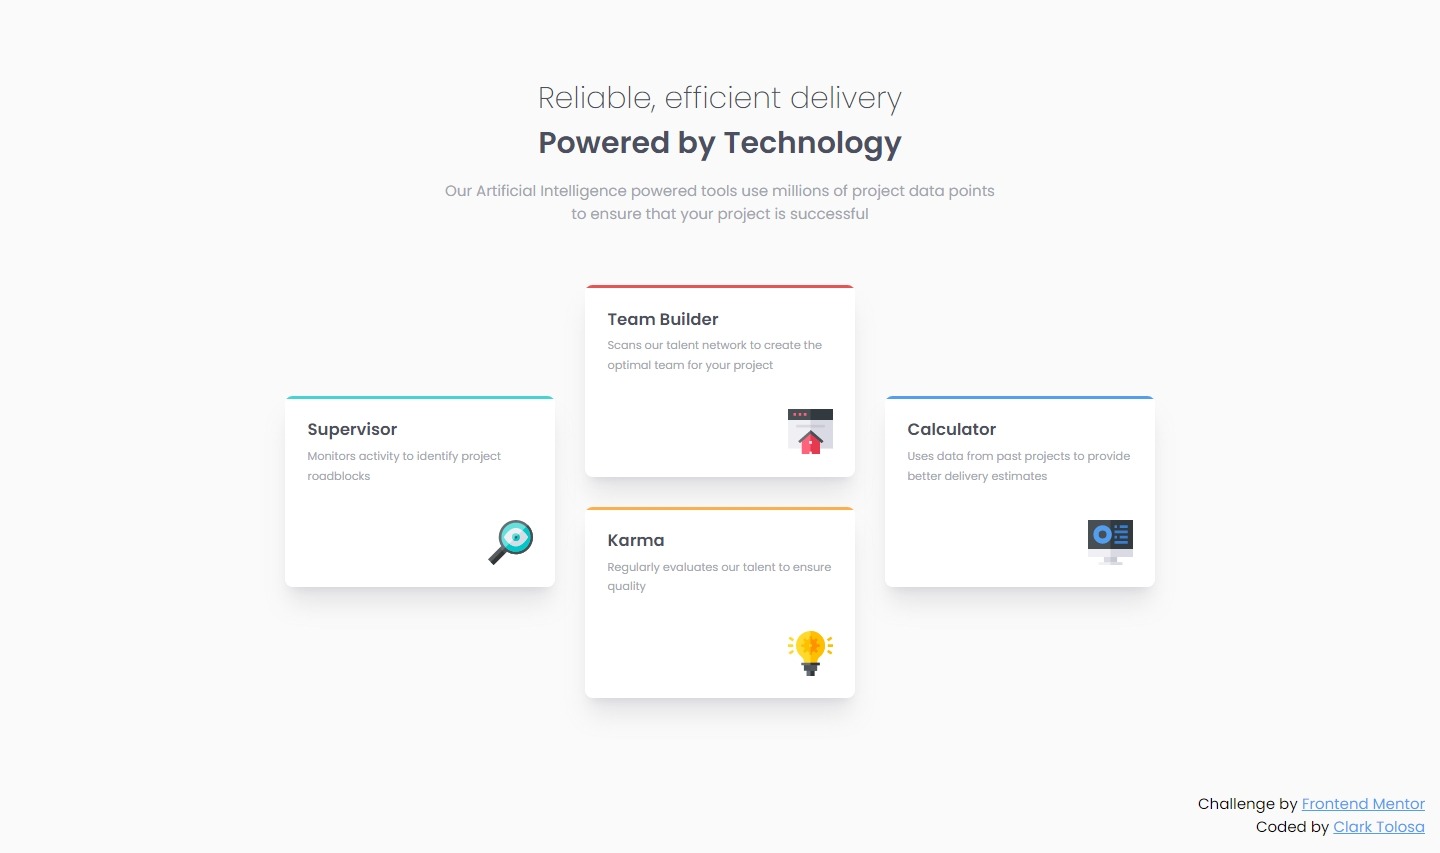 Reliable, efficient delivery
Powered by Technology
Our Artificial Intelligence powered tools use millions of project data points
to ensure that your project is successful
Supervisor
Monitors activity to identify project
roadblocks
Team Builder
Scans our talent network to create the
optimal team for your project
Karma
Regularly evaluates our talent to ensure
quality
Calculator
Uses data from past projects to provide
better delivery estimates
Challenge by Frontend Mentor
Coded by Clark Tolosa